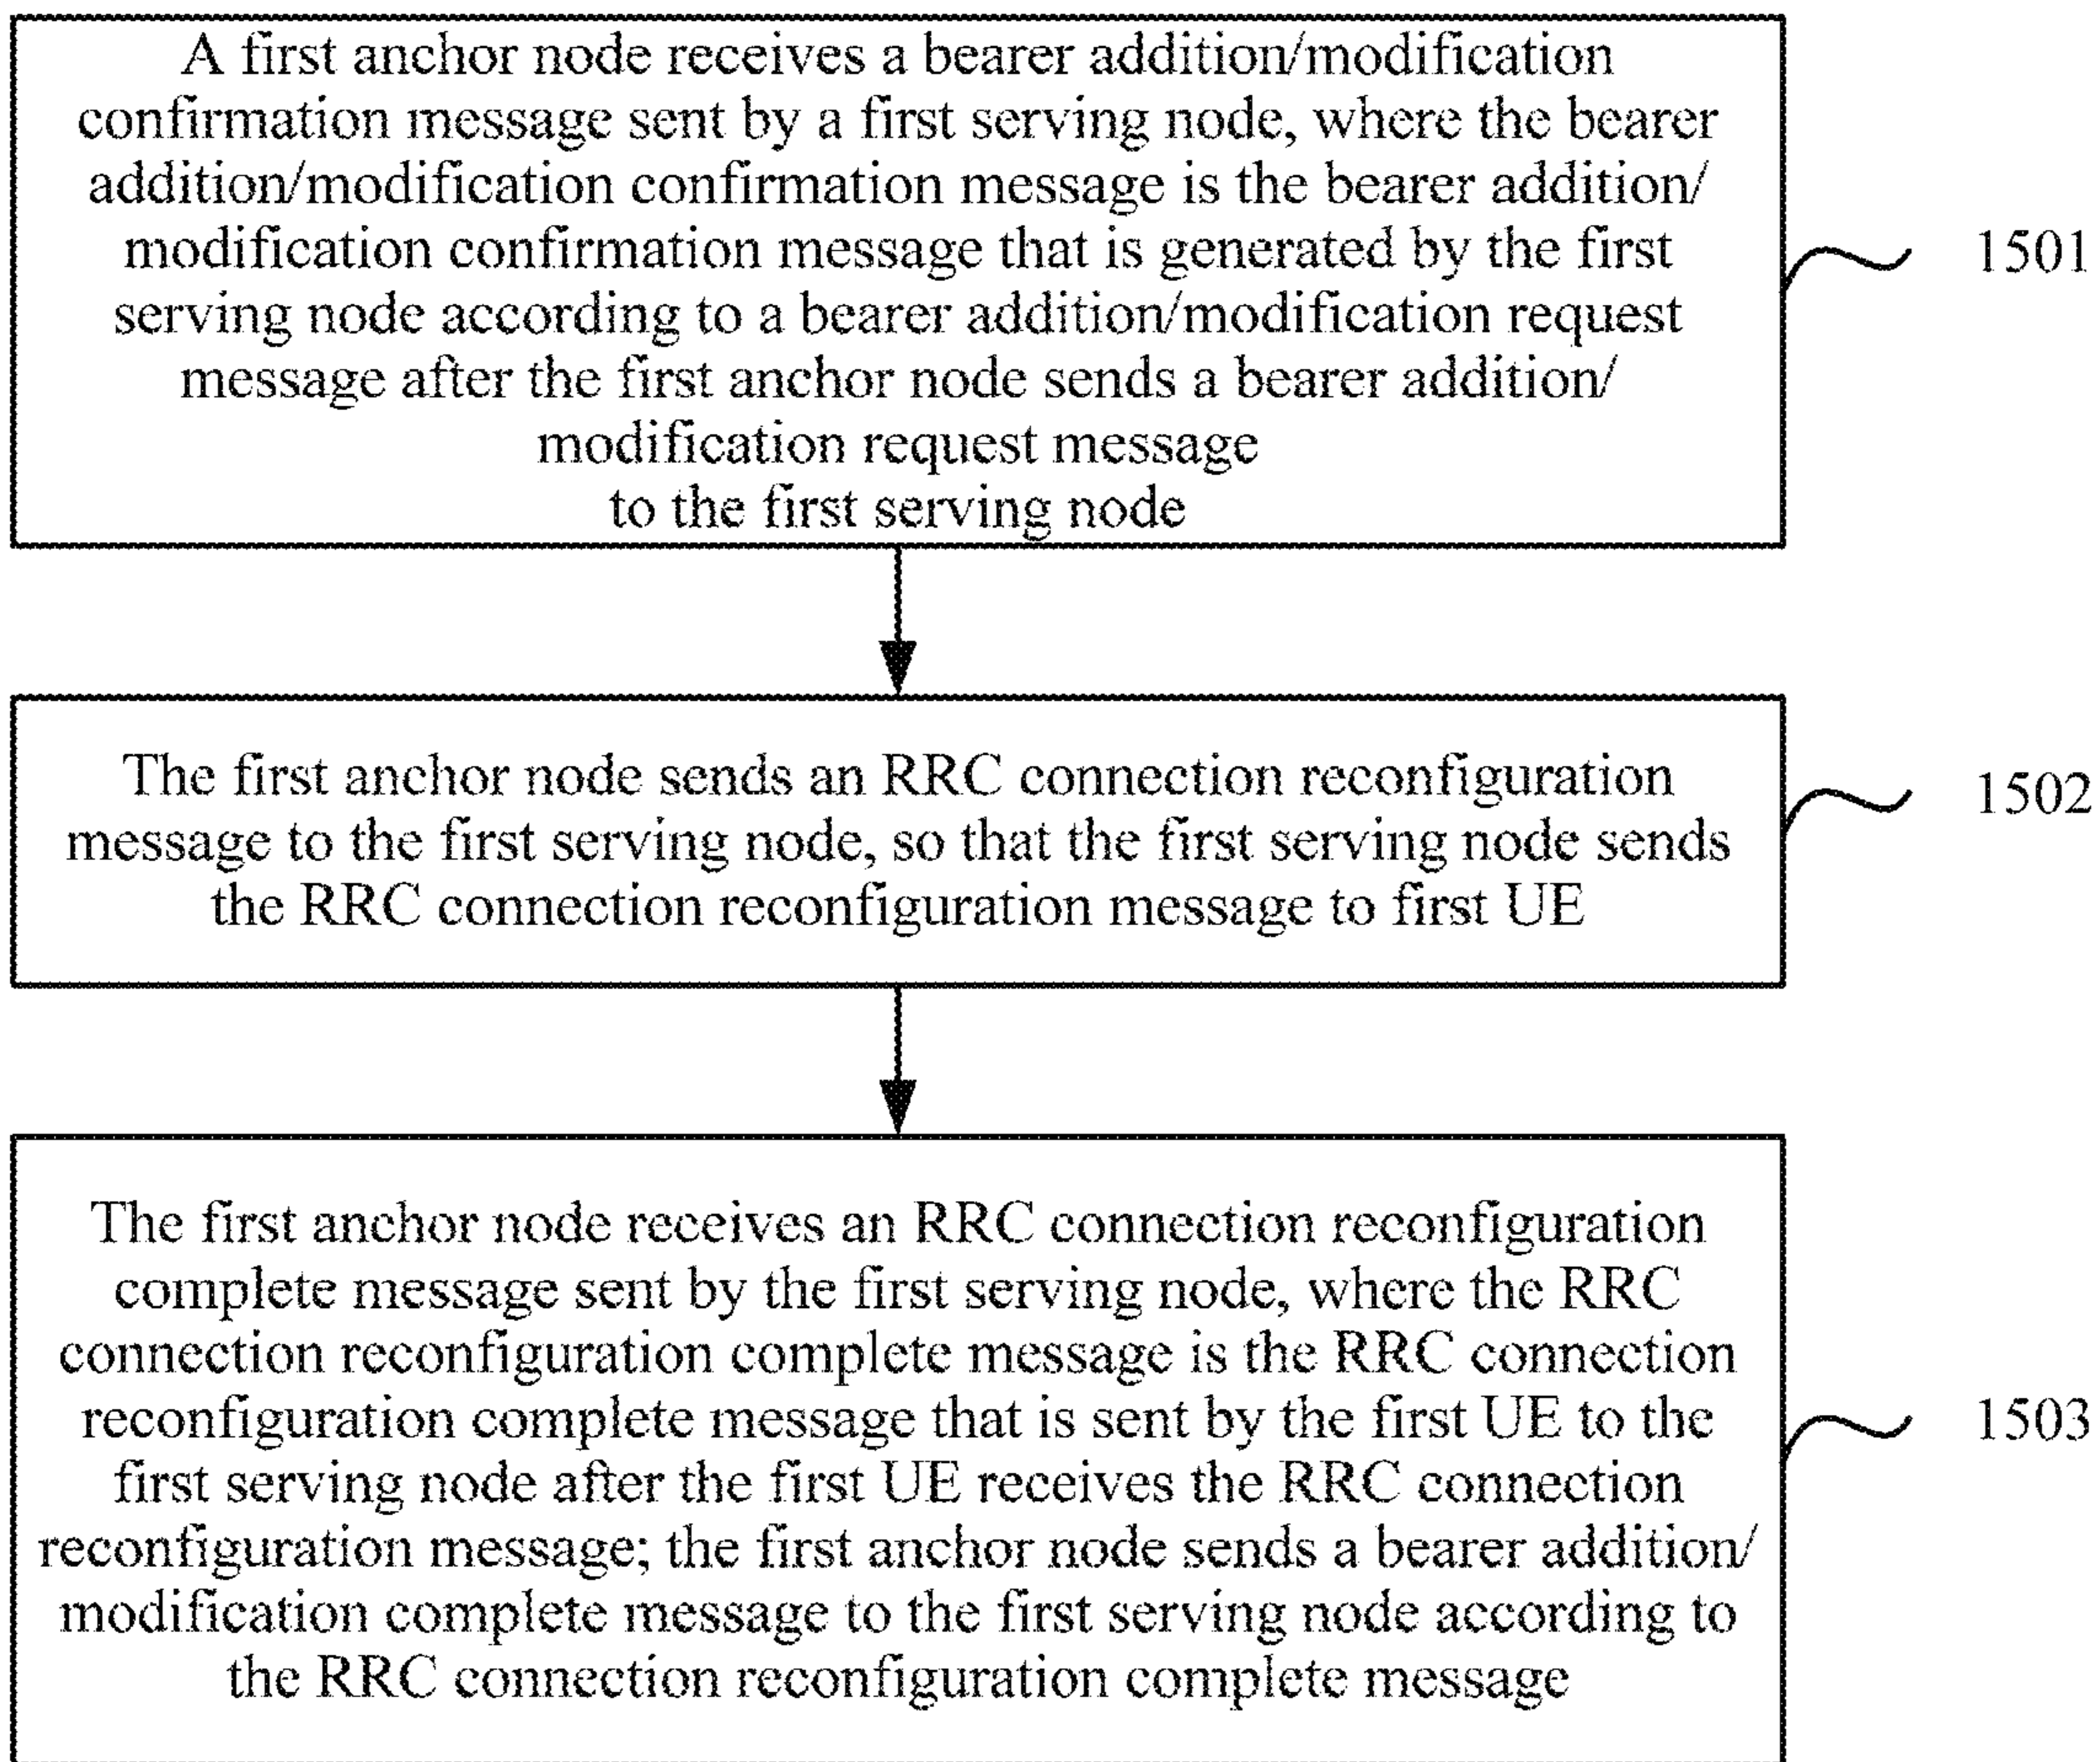 A first anchor node receives a bearer addition/modification
confirmation message sent by a first serving node, where the bearer
addition/modification confirmation message is the bearer addition/
modification confirmation message that is generated by the first
serving node according to a bearer addition/modification request
message after the first anchor node sends a bearer addition/
modification request message
to the first serving node
1501
The first anchor node sends an RRC connection reconfiguration
message to the first serving node, so that the first serving node sends
the RRC connection reconfiguration message to first UE
1502
The first anchor node receives an RRC connection reconfiguration
complete message sent by the first serving node, where the RRC
connection reconfiguration complete message is the RRC connection
reconfiguration complete message that is sent by the first UE to the
first serving node after the first UE receives the RRC connection
reconfiguration message; the first anchor node sends a bearer addition/
modification complete message to the first serving node according to
the RRC connection reconfiguration complete message
1503